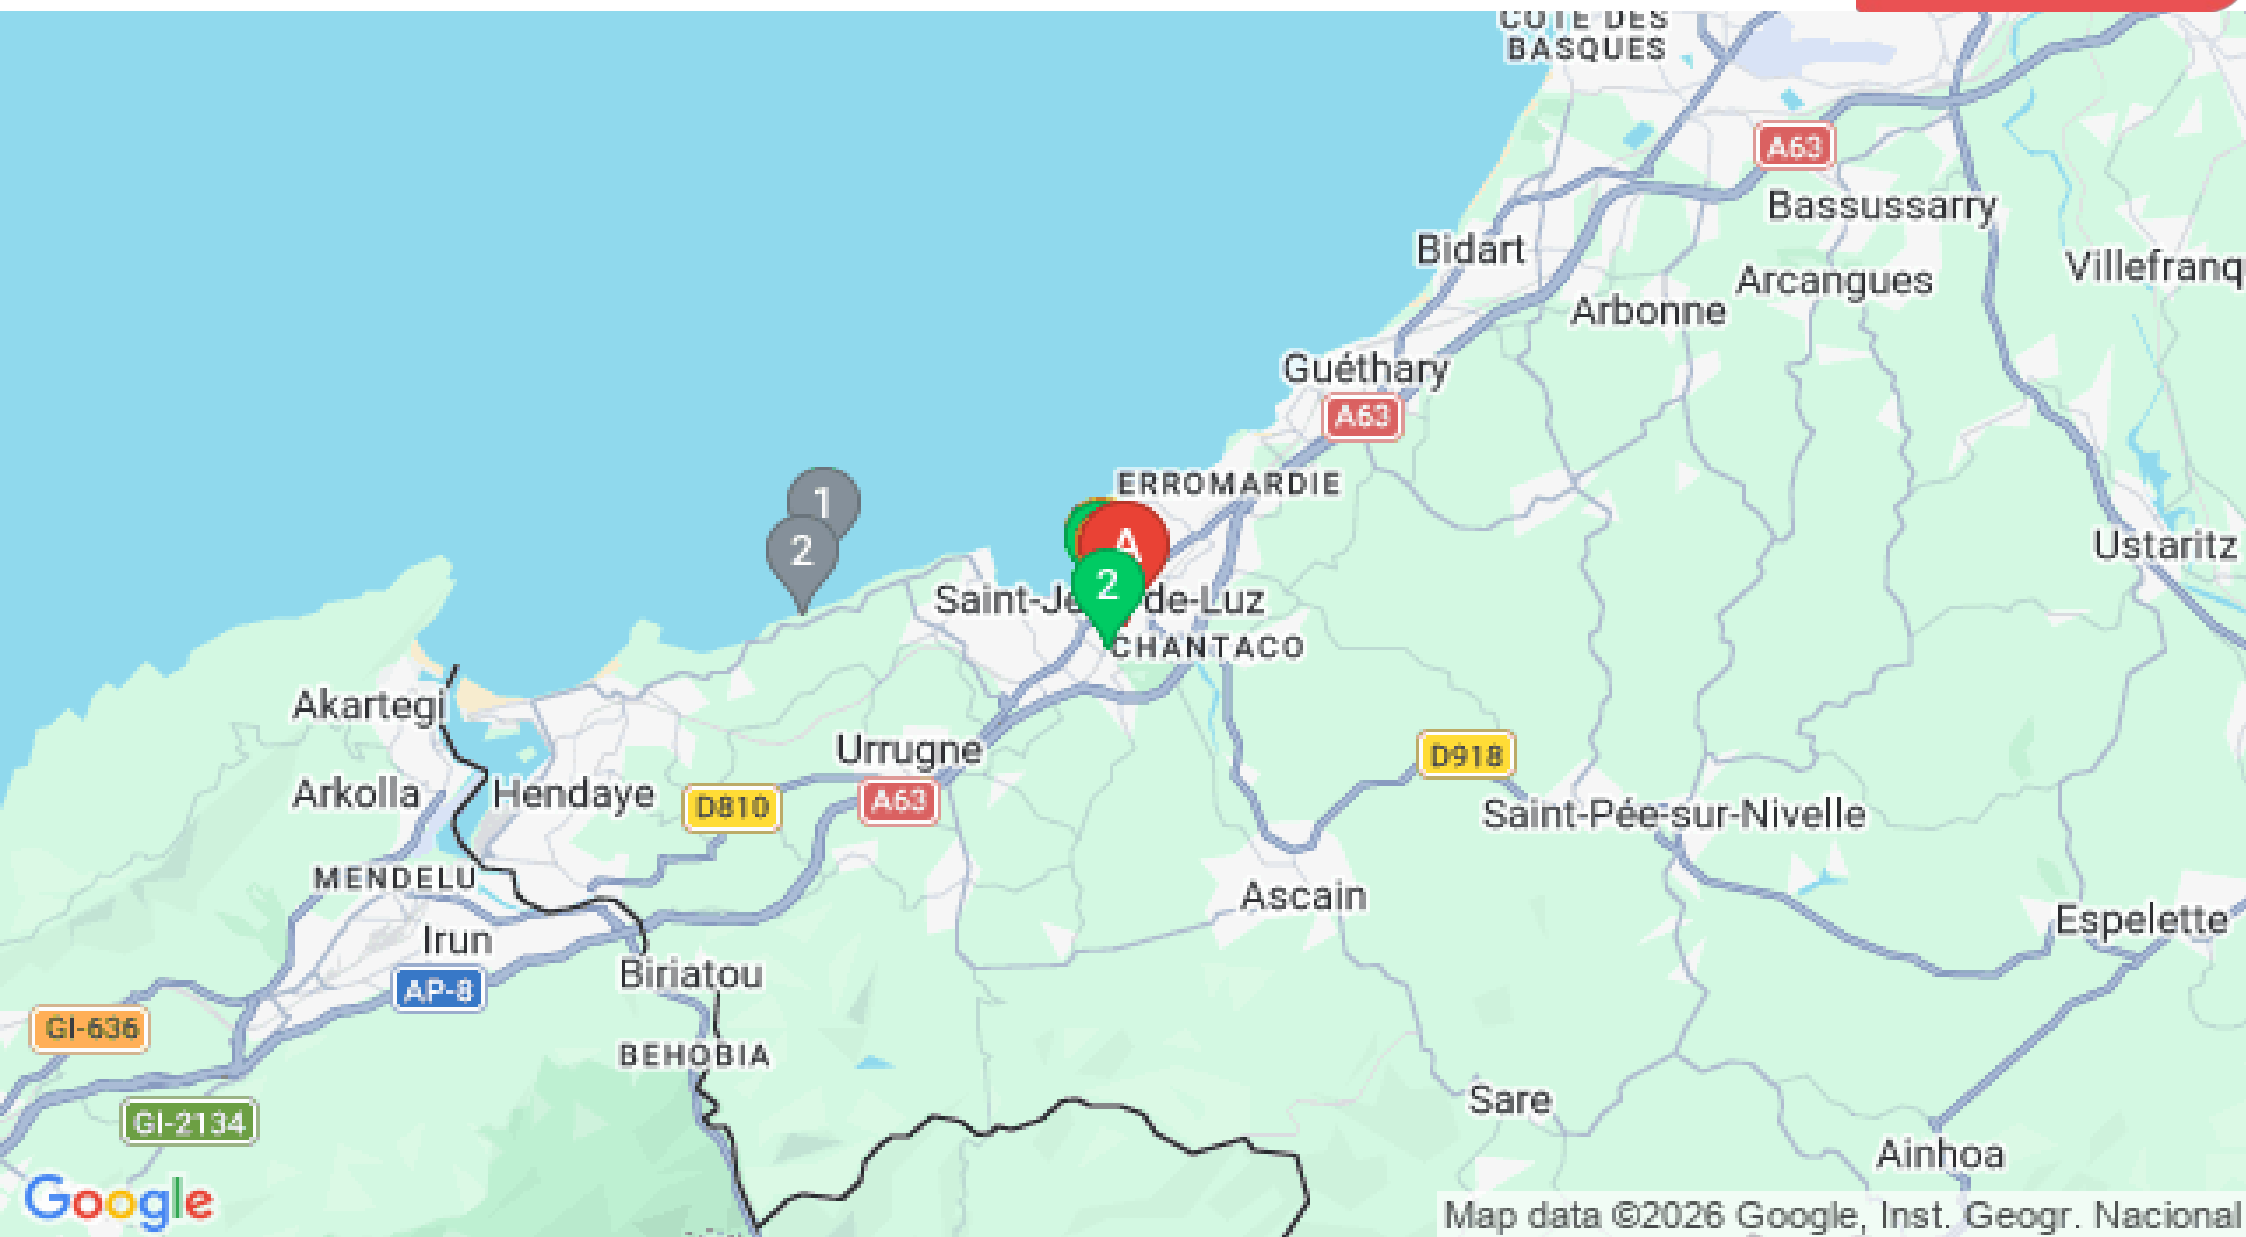 CÔTE DES
BASQUES
A63
Bassussarry
Bidart
Villefranq
Arcangues
Arbonne
Guéthary
A63
ERROMARDIE
1
A
2
2
Ustaritz
Saint-Je de-Luz
CHANTACO
Akartegi
Urrugne
D918
Arkolla
Hendaye
D810
A63
Saint-Pée-sur-Nivelle
MENDELU
Ascain
Espelette
Irun
Biriatou
AP-8
GI-636
BEHOBIA
Sare
GI-2134
Ainhoa
Google
Map data ©2026 Google, Inst. Geogr. Nacional